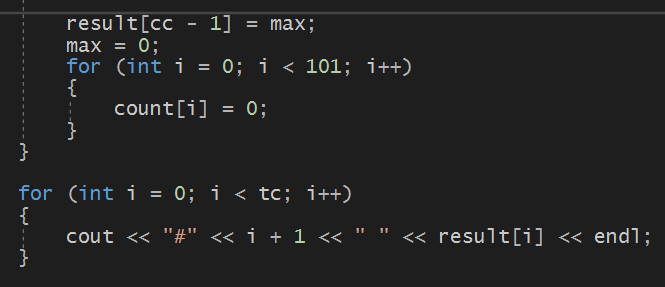 result[cc - 1] = max;
max = 0;
for (int i = 0; i < 101; i++)
{
count[i] = 0;
}
}
for (int i = 0; i < tc; i++)
{
cout << "#" << i + 1 << " " << result[i] << endl;
}